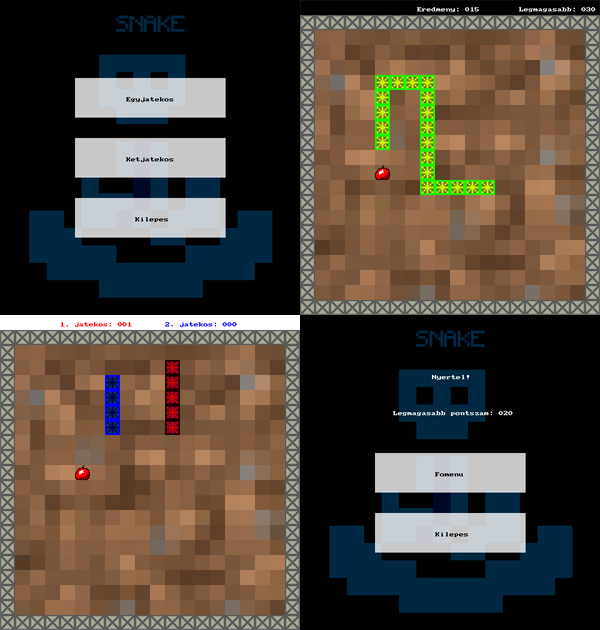 SNAKE
Egyjatekos
Ketjatekos
Kilepes
Eredmeny: 015 Legmagasabb: 030
1. jatekos: 001 2. jatekos: 000
SNAKE
Nyertel!
Legmagasabb pontszam: 020
Fomenu
Kilepes